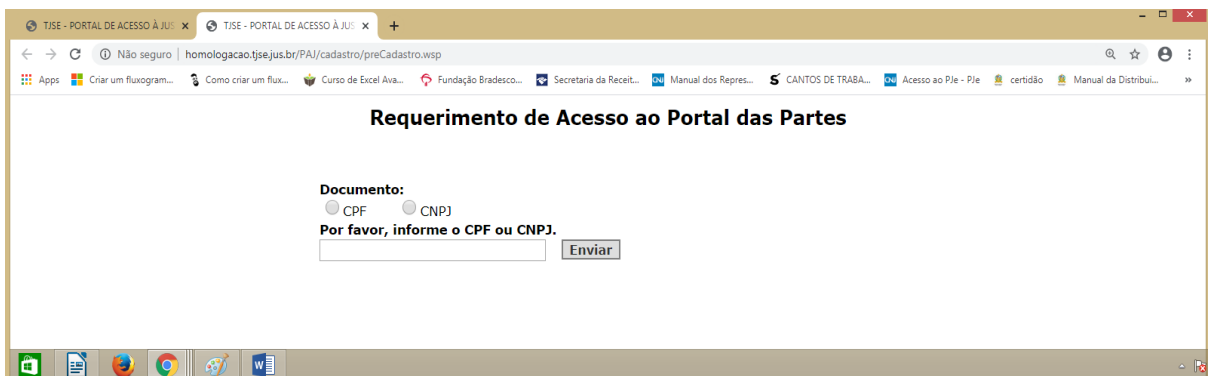 TJSE - PORTAL DE ACESSO À JUS TJSE - PORTAL DE ACESSO À JUS
Não seguro | homologacao.tjse.jus.br/PAJ/cadastro/preCadastro.wsp
Apps Criar um fluxogram... Como criar um flux... Curso de Excel Ava... Fundação Bradesco... Secretaria da Receit... CNJ Manual dos Repres... CANTOS DE TRABA... CNJ Acesso ao PJe - PJe certidão Manual da Distribui... »
Requerimento de Acesso ao Portal das Partes
Documento:
CPF CNPJ
Por favor, informe o CPF ou CNPJ.
Enviar